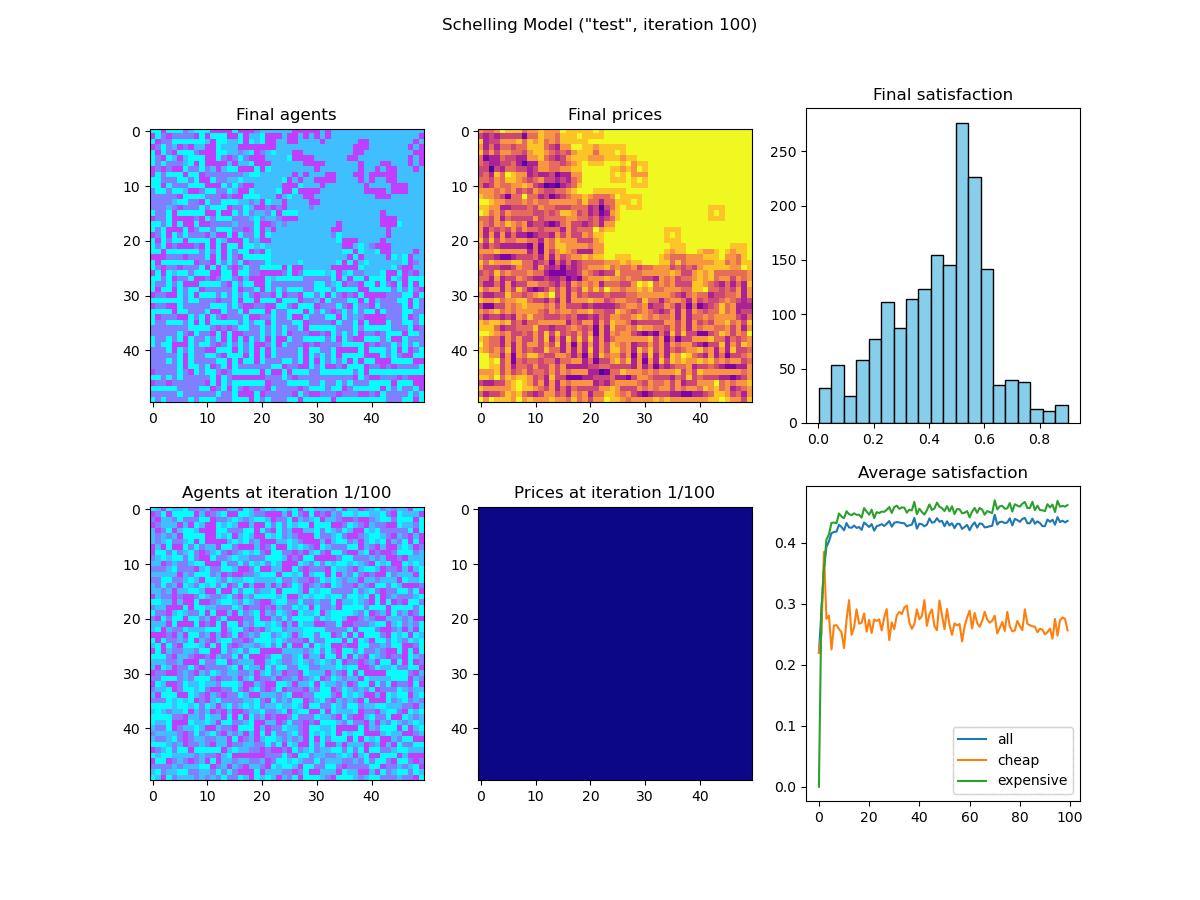 Schelling Model ("test", iteration 100)
Final agents
0
10
20
30
40
0 20 40
0 10 20 30 40
Final prices
0
10
20
30
40
0 10 20 30 40
Final satisfaction
250
200
150
100
50
0
0.0 0.2 0.4 0.6 0.8
Agents at iteration 1/100
0
10
20
30
40
0 10 20 30 40
Prices at iteration 1/100
0
10
20
30
40
0 10 20 30 40
Average satisfaction
0.4
0.3
0.2
0.1
0.0
all
cheap
expensive
0 20 40 60 80 100